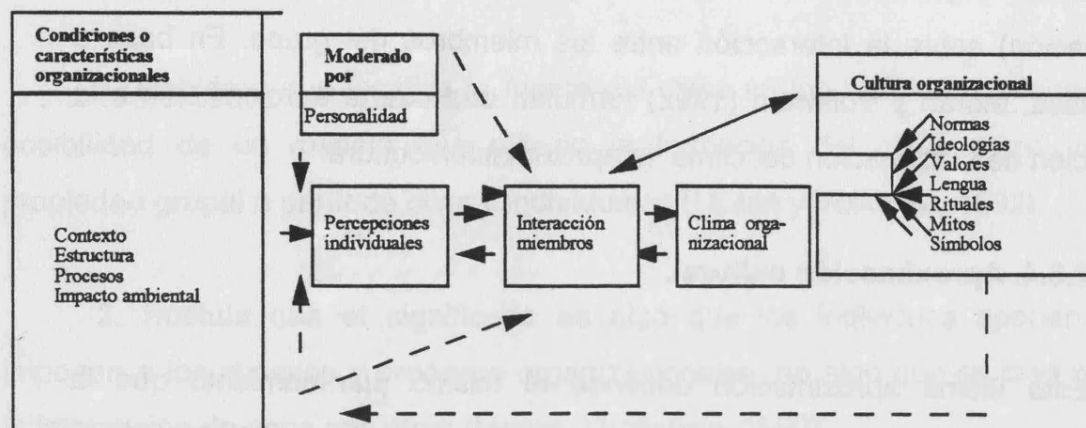 Condiciones o
características
organizacionales
Contexto
Estructura
Procesos
Impacto ambiental
Moderado
por
Personalidad
Percepciones
individuales
Interacción
miembros
Clima orga-
nizacional
Cultura organizacional
Normas
Ideologías
Valores
Lengua
Rituales
Mitos
Símbolos